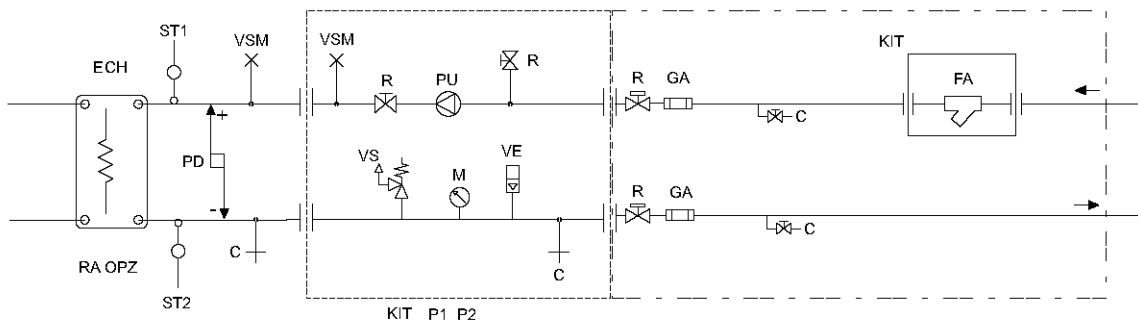 ST1
VSM
VSM
KIT
ECH
R
PU
R
R
GA
FA
C
+
PD
VS
M
VE
R
GA
-
C
C
C
RA OPZ
ST2
KIT P1 P2